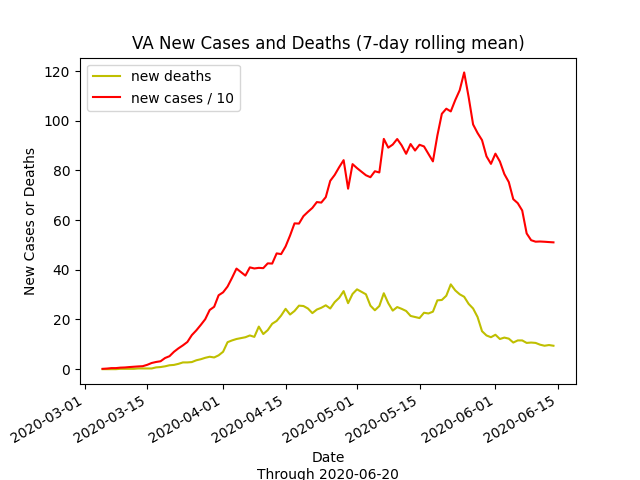 VA New Cases and Deaths (7-day rolling mean)
new deaths
new cases / 10
120
100
80
60
40
20
0
New Cases or Deaths
2020-03-01
2020-03-15
2020-04-01
2020-04-15
2020-05-01
2020-05-15
2020-06-01
2020-06-15
Date
Through 2020-06-20